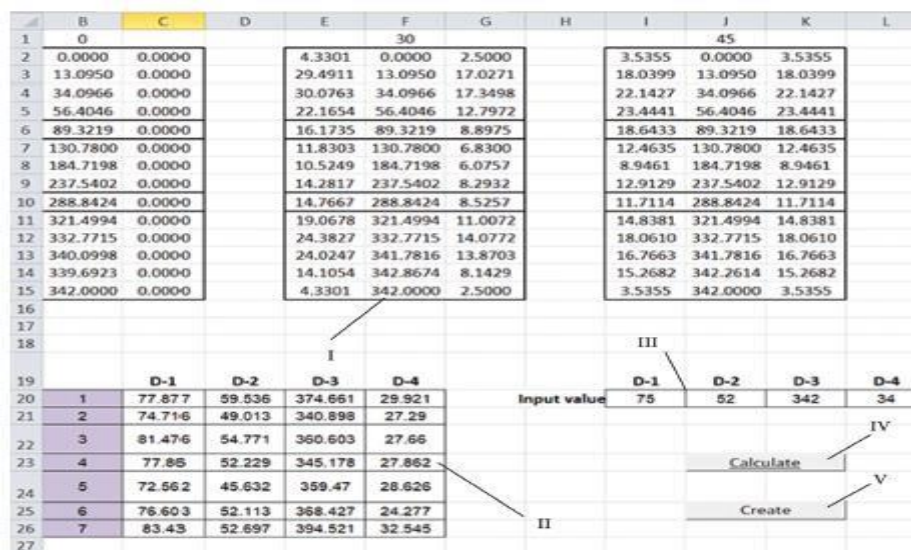 B C D E F G H I J K L
1 0 30 45
2 0.0000 0.0000 4.3301 0.0000 2.5000 3.5355 0.0000 3.5355
3 13.0950 0.0000 29.4911 13.0950 17.0271 18.0399 13.0950 18.0399
4 34.0966 0.0000 30.0763 34.0966 17.3498 22.1427 34.0966 22.1427
5 56.4046 0.0000 22.1654 56.4046 12.7972 23.4441 56.4046 23.4441
6 89.3219 0.0000 16.1735 89.3219 8.8975 18.6433 89.3219 18.6433
7 130.7800 0.0000 11.8303 130.7800 6.8300 12.4635 130.7800 12.4635
8 184.7198 0.0000 10.5249 184.7198 6.0757 8.9461 184.7198 8.9461
9 237.5402 0.0000 14.2817 237.5402 8.2932 12.9129 237.5402 12.9129
10 288.8424 0.0000 14.7667 288.8424 8.5257 11.7114 288.8424 11.7114
11 321.4994 0.0000 19.0678 321.4994 11.0072 14.8381 321.4994 14.8381
12 332.7715 0.0000 24.3827 332.7715 14.0772 18.0610 332.7715 18.0610
13 340.0998 0.0000 24.0247 341.7816 13.8703 16.7663 341.7816 16.7663
14 339.6923 0.0000 14.1054 342.8674 8.1429 15.2682 342.2614 15.2682
15 342.0000 0.0000 4.3301 342.0000 2.5000 3.5355 342.0000 3.5355
16
17
18
I III
19 D-1 D-2 D-3 D-4 D-1 D-2 D-3 D-4
20 1 77.877 59.536 374.661 29.921 Input value 75 52 342 34
21 2 74.716 49.013 340.898 27.29
22 3 81.476 54.771 360.603 27.66
IV
23 4 77.86 52.229 345.178 27.862 Calculate
24 5 72.562 45.632 359.47 28.626
V
25 6 76.603 52.113 368.427 24.277 Create
26 7 83.43 52.697 394.521 32.545
II
27